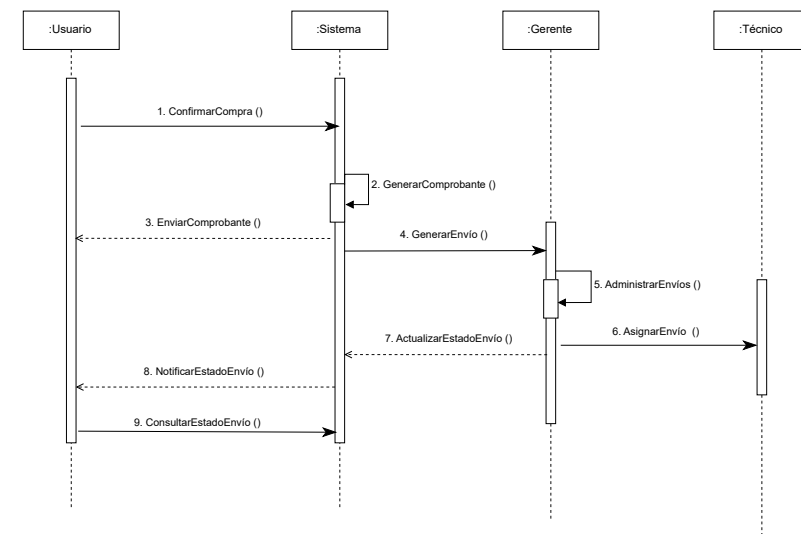 :Usuario
:Sistema
:Gerente
:Técnico
1. ConfirmarCompra ()
2. GenerarComprobante ()
3. EnviarComprobante ()
4. GenerarEnvío ()
5. AdministrarEnvíos ()
6. AsignarEnvío  ()
7. ActualizarEstadoEnvío ()
8. NotificarEstadoEnvío ()
9. ConsultarEstadoEnvío ()